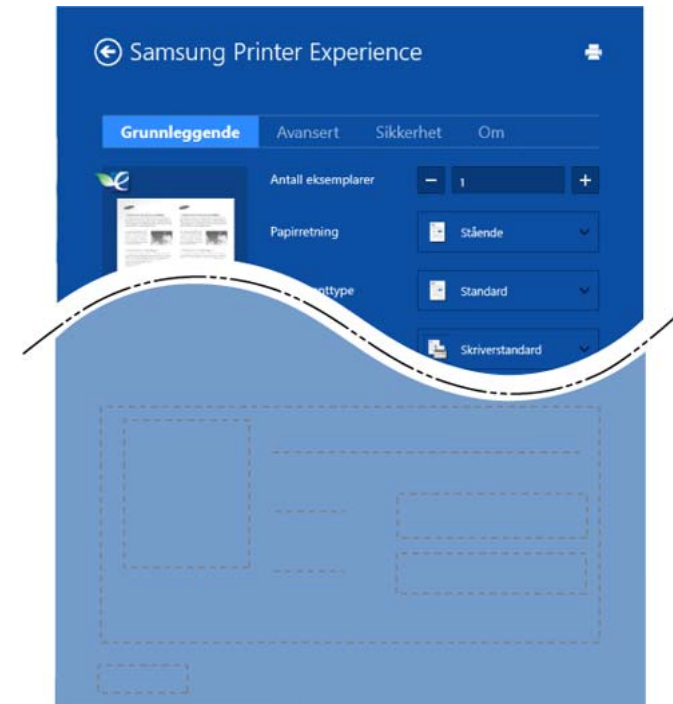 Samsung Printer Experience
Grunnleggende Avansert Sikkerhet Om
Antall eksemplarer 1
Papirretning Stående
Standard
Skriverstandard